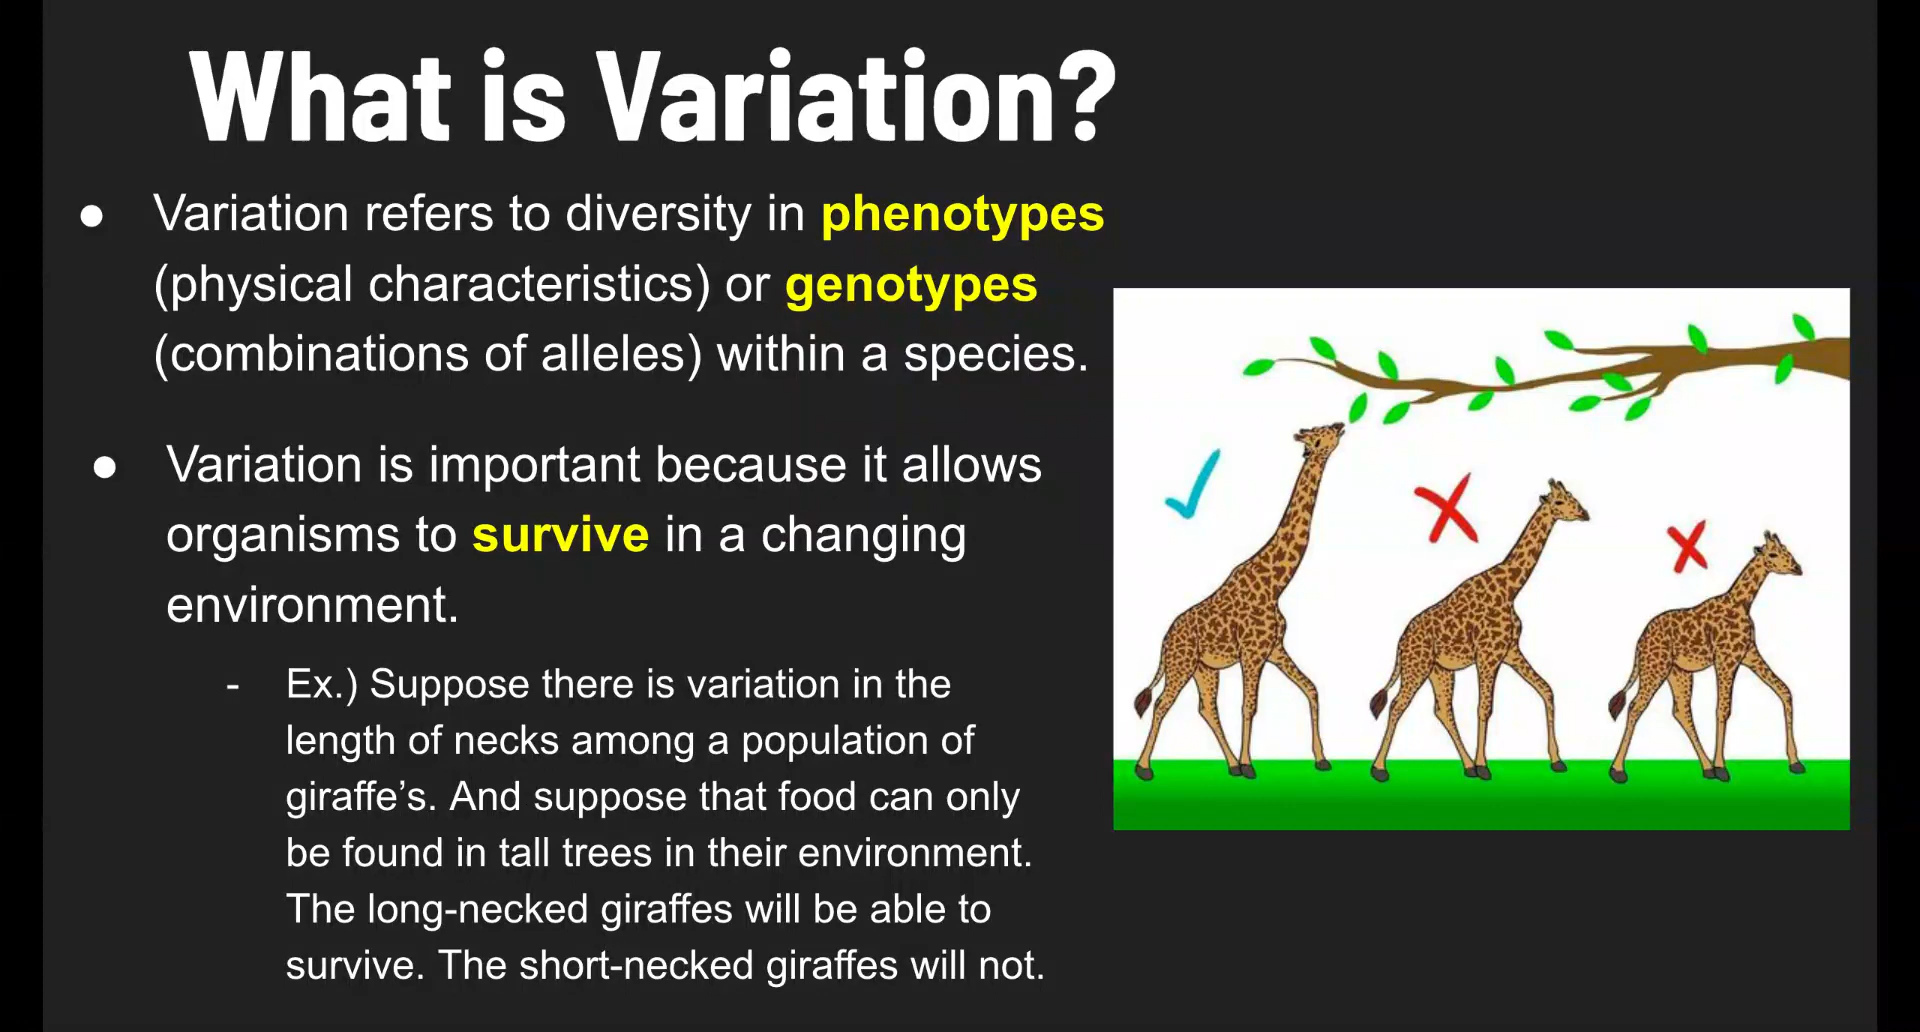 What is Variation?
● Variation refers to diversity in phenotypes
(physical characteristics) or genotypes
(combinations of alleles) within a species.
● Variation is important because it allows
organisms to survive in a changing
environment.
- Ex.) Suppose there is variation in the
length of necks among a population of
giraffe’s. And suppose that food can only
be found in tall trees in their environment.
The long-necked giraffes will be able to
survive. The short-necked giraffes will not.